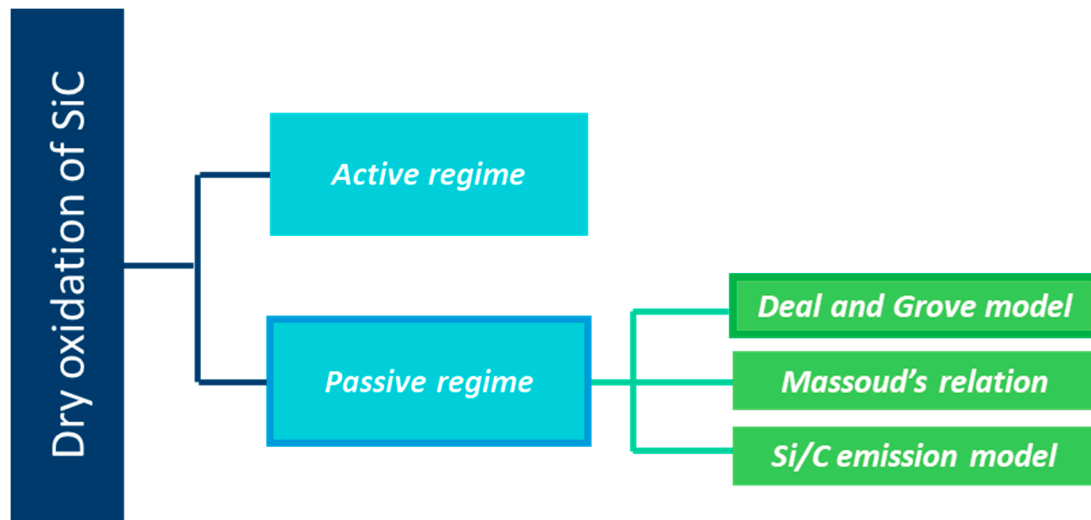 Dry oxidation of SiC
Active regime
Passive regime
Deal and Grove model
Massoud's relation
Si/C emission model